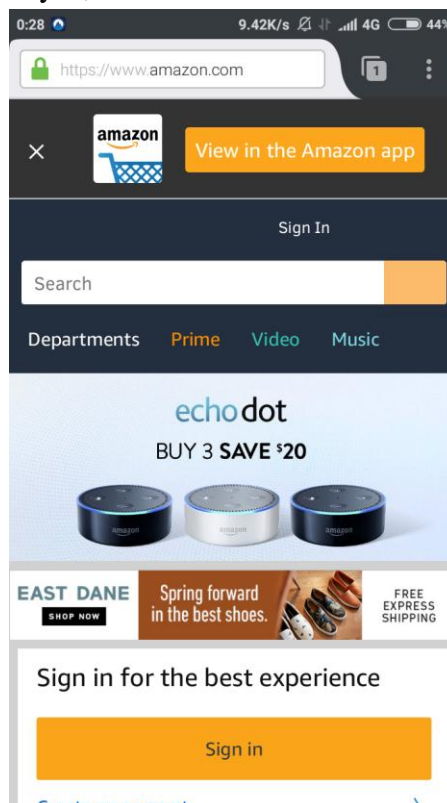 0:28 9.42K/s 4G 44%
https://www.amazon.com 1
amazon
View in the Amazon app
Sign In
Search
Departments Prime Video Music
echo dot
BUY 3 SAVE $20
amazon amazon amazon
EAST DANE
SHOP NOW
Spring forward
in the best shoes.
FREE
EXPRESS
SHIPPING
Sign in for the best experience
Sign in